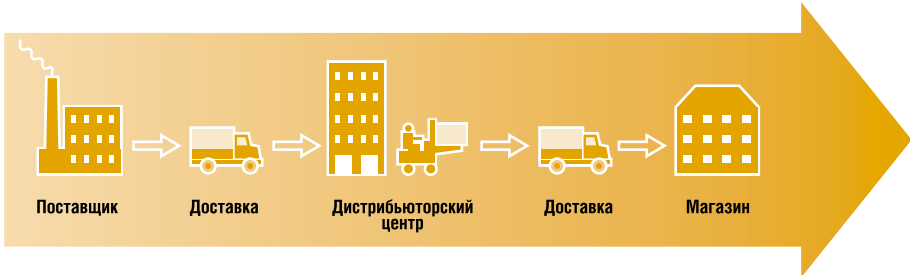 Поставщик
Доставка
Дистрибьюторский
центр
Доставка
Магазин